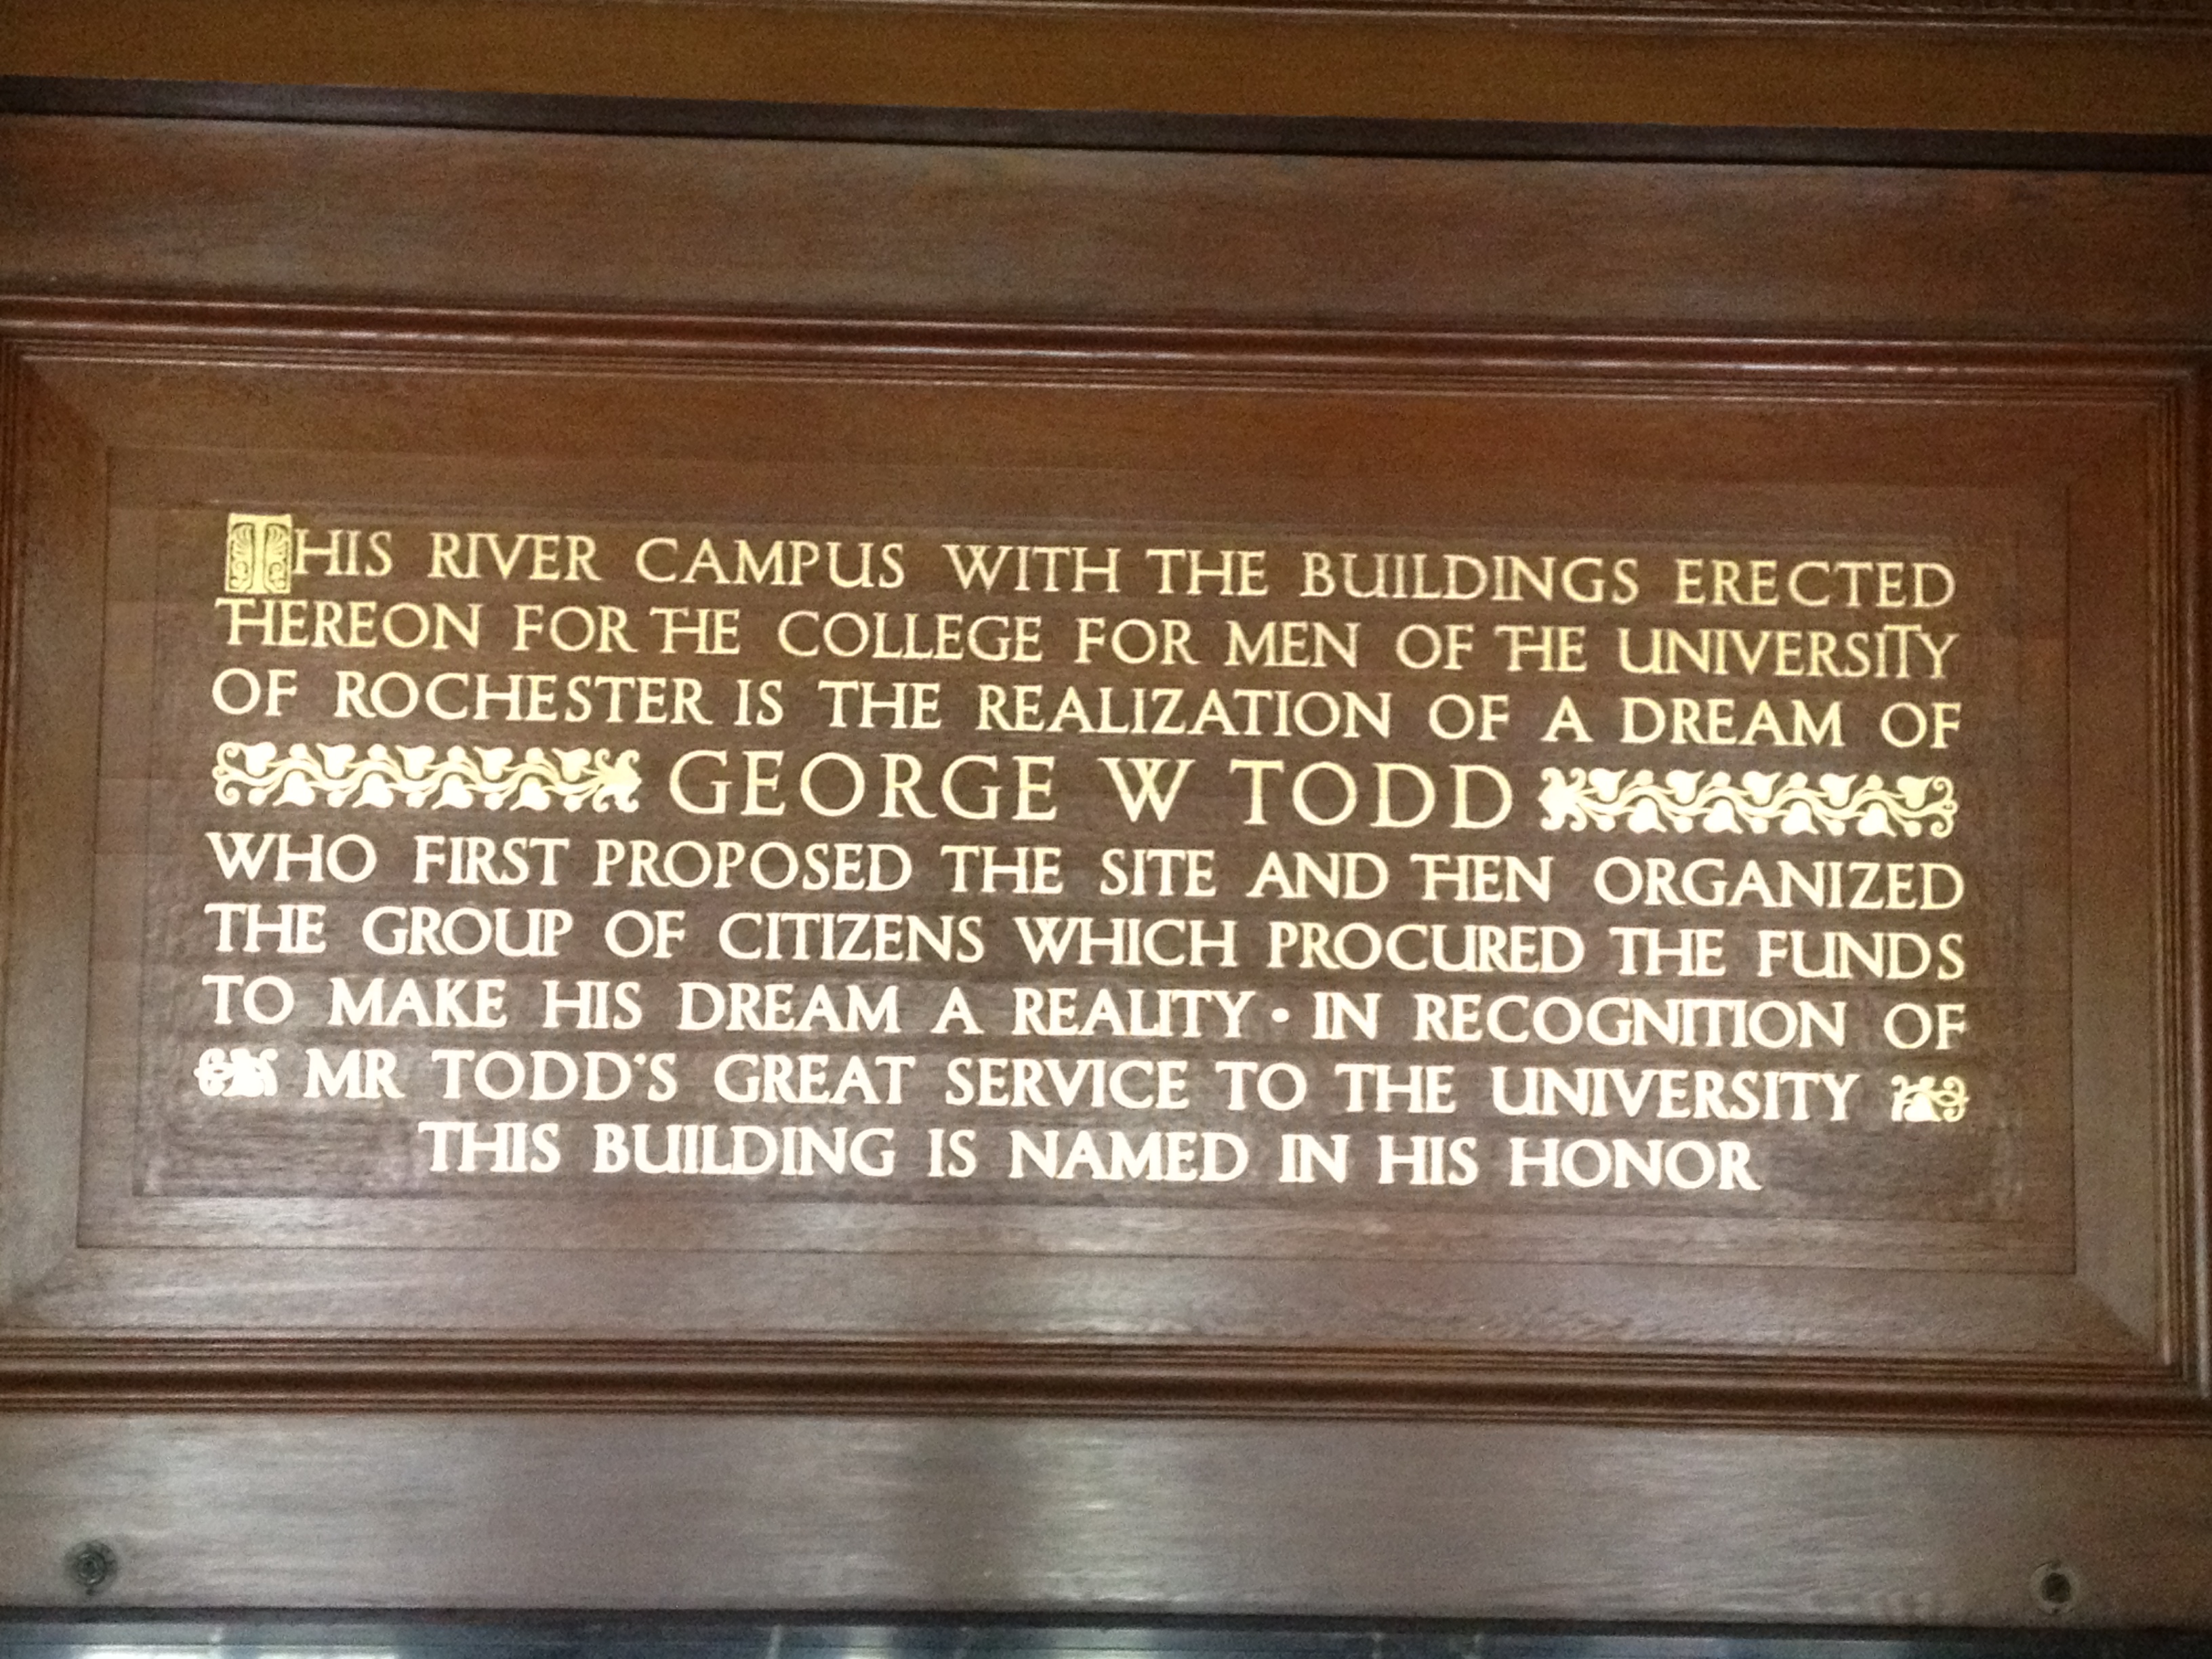 THIS RIVER CAMPUS WITH THE BUILDINGS ERECTED
THEREON FOR THE COLLEGE FOR MEN OF THE UNIVERSITY
OF ROCHESTER IS THE REALIZATION OF A DREAM OF
GEORGE W TODD
WHO FIRST PROPOSED THE SITE AND THEN ORGANIZED
THE GROUP OF CITIZENS WHICH PROCURED THE FUNDS
TO MAKE HIS DREAM A REALITY · IN RECOGNITION OF
MR TODD'S GREAT SERVICE TO THE UNIVERSITY
THIS BUILDING IS NAMED IN HIS HONOR